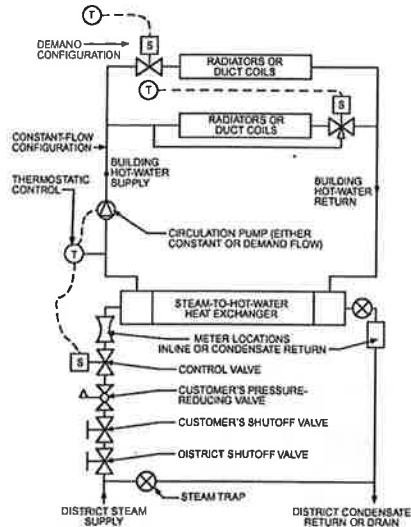 T
DEMANO
CONFIGURATION
S
RADIATORS OR
DUCT COILS
T
S
RADIATORS OR
DUCT COILS
CONSTANT-FLOW
CONFIGURATION
BUILDING
HOT-WATER
SUPPLY
BUILDING
HOT-WATER
RETURN
THERMOSTATIC
CONTROL
CIRCULATION PUMP (EITHER
CONSTANT OR DEMAND FLOW)
T
STEAM-TO-HOT-WATER
HEAT EXCHANGER
METER LOCATIONS
INLINE OR CONDENSATE RETURN
S
CONTROL VALVE
CUSTOMER'S PRESSURE-
REDUCING VALVE
CUSTOMER'S SHUTOFF VALVE
OISTRICT SHUTOFF VALVE
STEAM TRAP
DISTRICT STEAM
SUPPLY
DISTRICT CONDENSATE
RETURN OR DRAIN